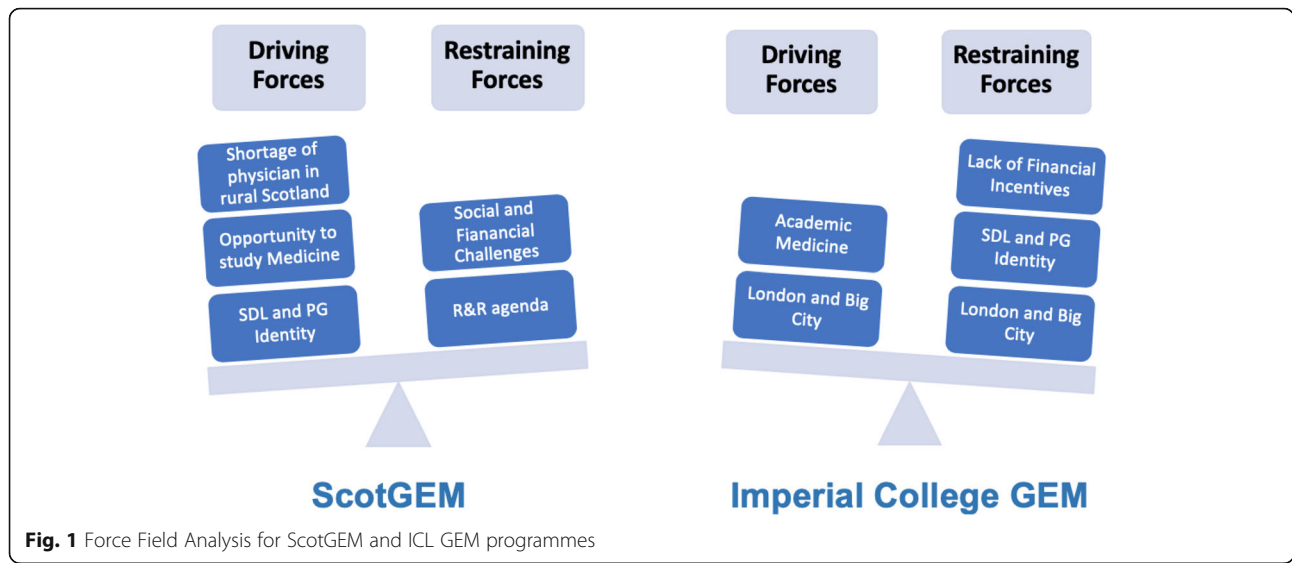 Driving
Forces
Restraining
Forces
Shortage of
physician in
rural Scotland
Opportunity to
study Medicine
SDL and PG
Identity
Social and
Fianancial
Challenges
R&R agenda
ScotGEM
Driving
Forces
Restraining
Forces
Academic
Medicine
London and Big
City
Lack of Financial
Incentives
SDL and PG
Identity
London and Big
City
Imperial College GEM
Fig. 1 Force Field Analysis for ScotGEM and ICL GEM programmes